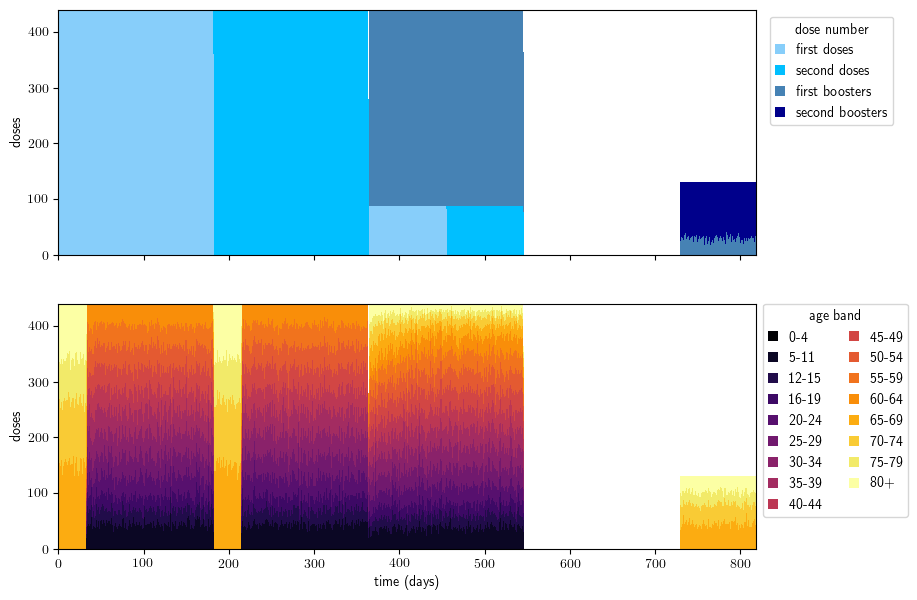 dose number
first doses
second doses
first boosters
second boosters
doses
400
300
200
100
0
age band
0-4
5-11
12-15
16-19
20-24
25-29
30-34
35-39
40-44
45-49
50-54
55-59
60-64
65-69
70-74
75-79
80+
doses
400
300
200
100
0
0 100 200 300 400 500 600 700 800
time (days)